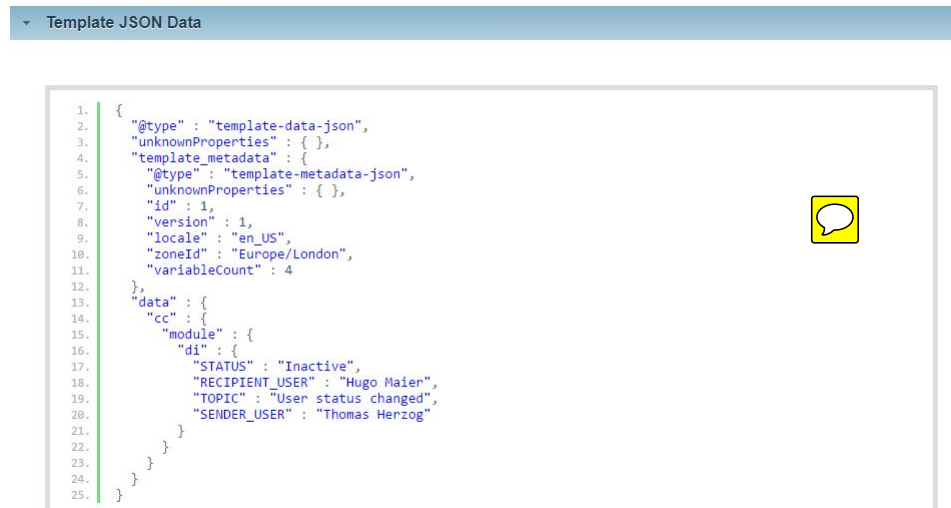 Template JSON Data
1. {
2. "@type" : "template-data-json",
3. "unknownProperties" : { },
4. "template_metadata" : {
5. "@type" : "template-metadata-json",
6. "unknownProperties" : { },
7. "id" : 1,
8. "version" : 1,
9. "locale" : "en_US",
10. "zoneId" : "Europe/London",
11. "variableCount" : 4
12. },
13. "data" : {
14. "cc" : {
15. "module" : {
16. "di" : {
17. "STATUS" : "Inactive",
18. "RECIPIENT_USER" : "Hugo Maier",
19. "TOPIC" : "User status changed",
20. "SENDER_USER" : "Thomas Herzog"
21. }
22. }
23. }
24. }
25. }